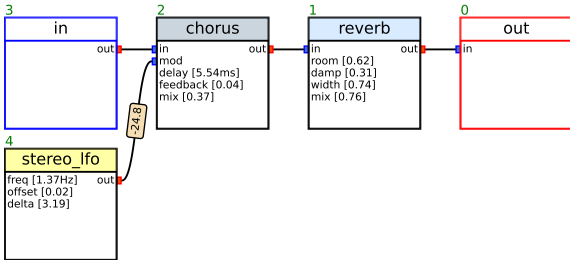 3
in
out
2
chorus
in
out
mod
delay [5.54ms]
feedback [0.04]
mix [0.37]
1
reverb
in
out
room [0.62]
damp [0.31]
width [0.74]
mix [0.76]
0
out
in
-24.8
4
stereo_lfo
freq [1.37Hz]
out
offset [0.02]
delta [3.19]